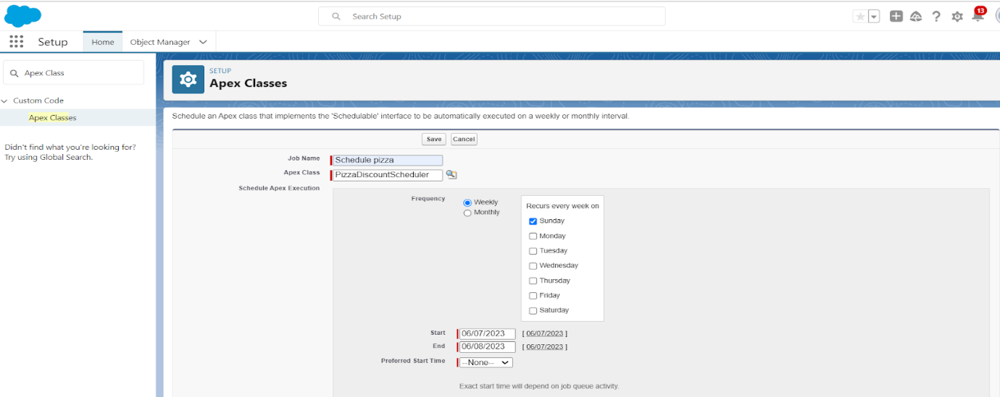 Search Setup
13
Setup
Home
Object Manager
Apex Class
SETUP
Apex Classes
Custom Code
Apex Classes
Didn't find what you're looking for?
Try using Global Search.
Schedule an Apex class that implements the 'Schedulable' interface to be automatically executed on a weekly or monthly interval.
Save Cancel
Job Name Schedule pizza
Apex Class PizzaDiscountScheduler
Schedule Apex Execution
Frequency
Weekly
Monthly
Recurs every week on
Sunday
Monday
Tuesday
Wednesday
Thursday
Friday
Saturday
Start 06/07/2023 [ 06/07/2023 ]
End 06/08/2023 [ 06/07/2023 ]
Preferred Start Time --None--
Exact start time will depend on job queue activity.